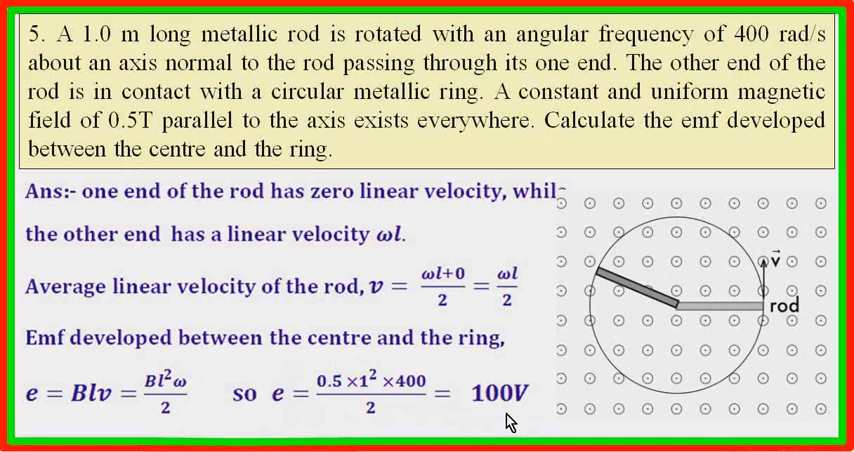 5. A 1.0 m long metallic rod is rotated with an angular frequency of 400 rad/s
about an axis normal to the rod passing through its one end. The other end of the
rod is in contact with a circular metallic ring. A constant and uniform magnetic
field of 0.5T parallel to the axis exists everywhere. Calculate the emf developed
between the centre and the ring.
Ans:- one end of the rod has zero linear velocity, whil
the other end has a linear velocity ωl.
Average linear velocity of the rod, v = (ωl+0)/2 = ωl/2
Emf developed between the centre and the ring,
e = Blv = Bl²ω/2 so e = (0.5 ×1² ×400)/2 = 100V
v⃗
rod